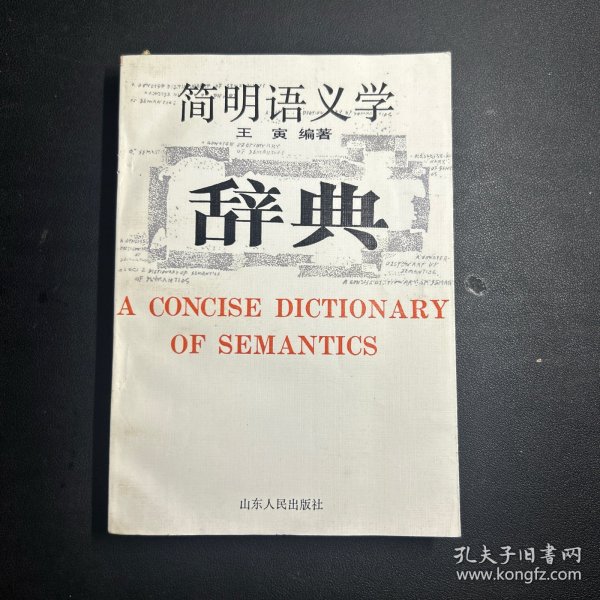 简明语义学
王寅 编著
辞典
A CONCISE DICTIONARY
OF SEMANTICS
山东人民出版社
孔夫子旧书网
www.kongfz.com